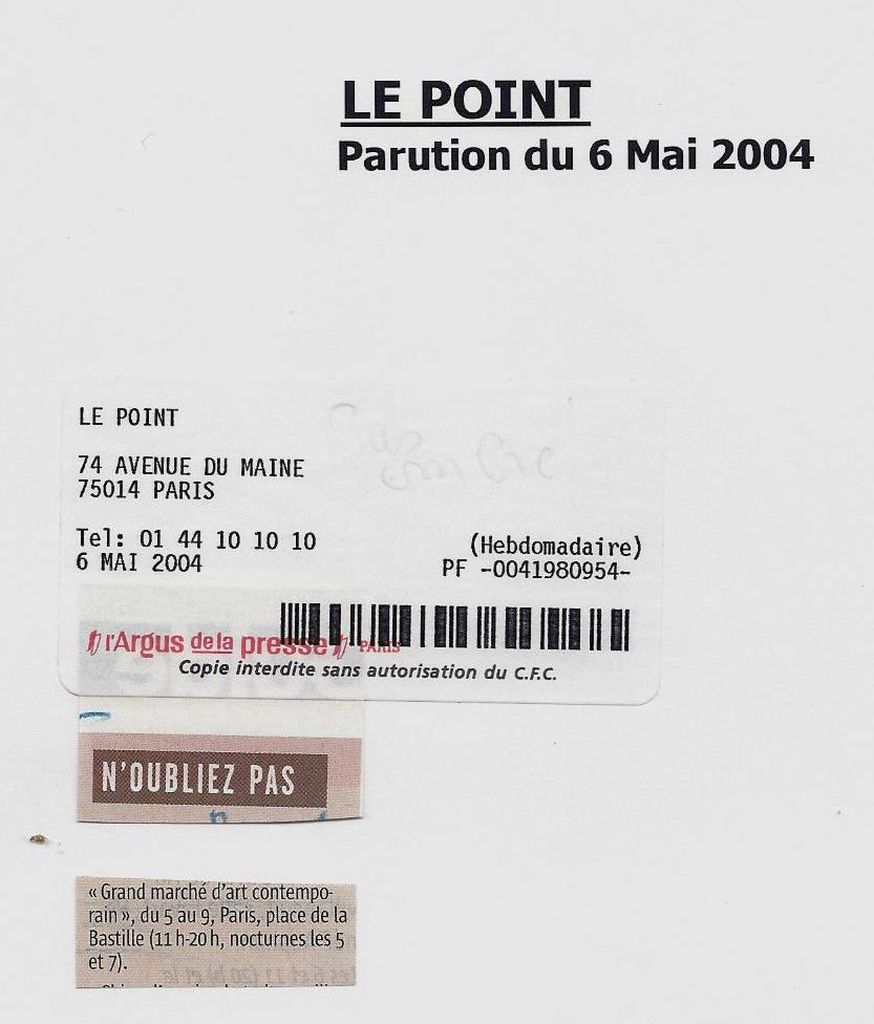 LE POINT
Parution du 6 Mai 2004
LE POINT
74 AVENUE DU MAINE
75014 PARIS
Tel: 01 44 10 10 10
(Hebdomadaire)
6 MAI 2004
PF -0041980954-
l'Argus de la presse PARIS
Copie interdite sans autorisation du C.F.C.
N'OUBLIEZ PAS
« Grand marché d'art contempo-
rain », du 5 au 9, Paris, place de la
Bastille (11 h-20 h, nocturnes les 5
et 7).